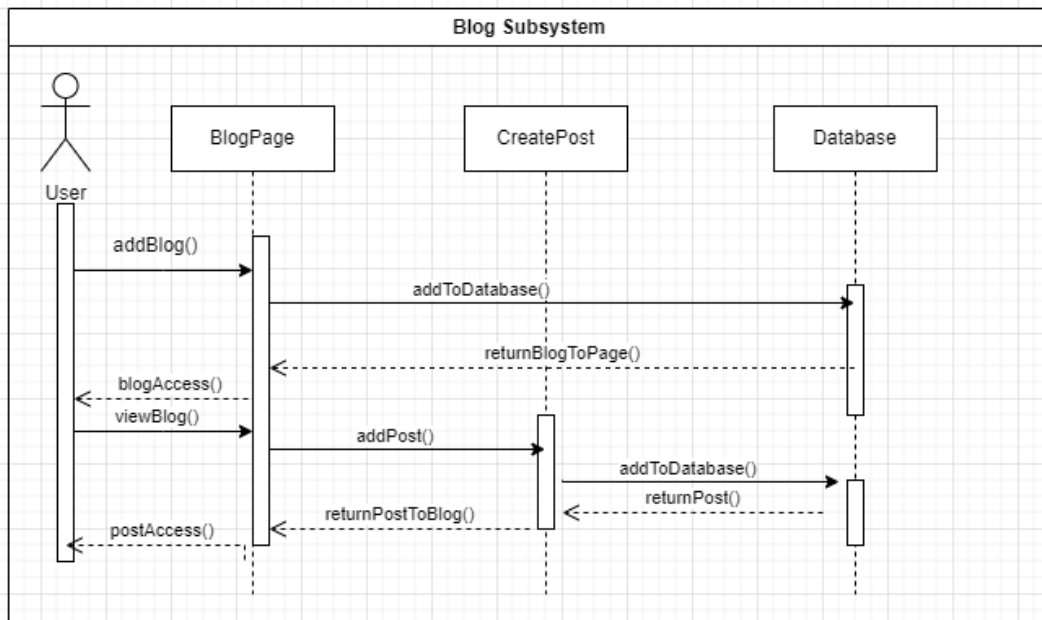 Blog Subsystem
BlogPage
CreatePost
Database
User
addBlog()
addToDatabase()
returnBlogToPage()
blogAccess()
viewBlog()
addPost()
addToDatabase()
returnPost()
returnPostToBlog()
postAccess()